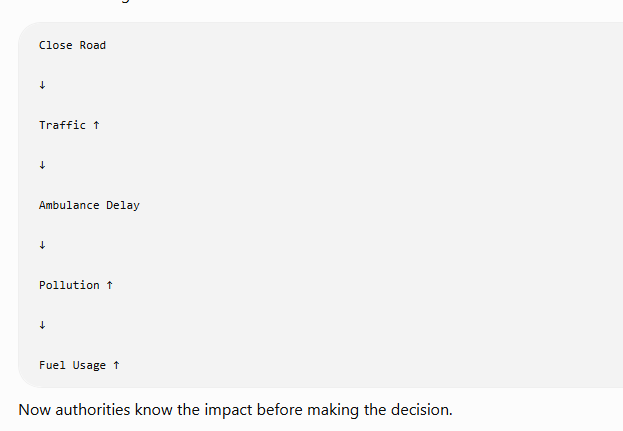 Close Road
↓
Traffic ↑
↓
Ambulance Delay
↓
Pollution ↑
↓
Fuel Usage ↑
Now authorities know the impact before making the decision.